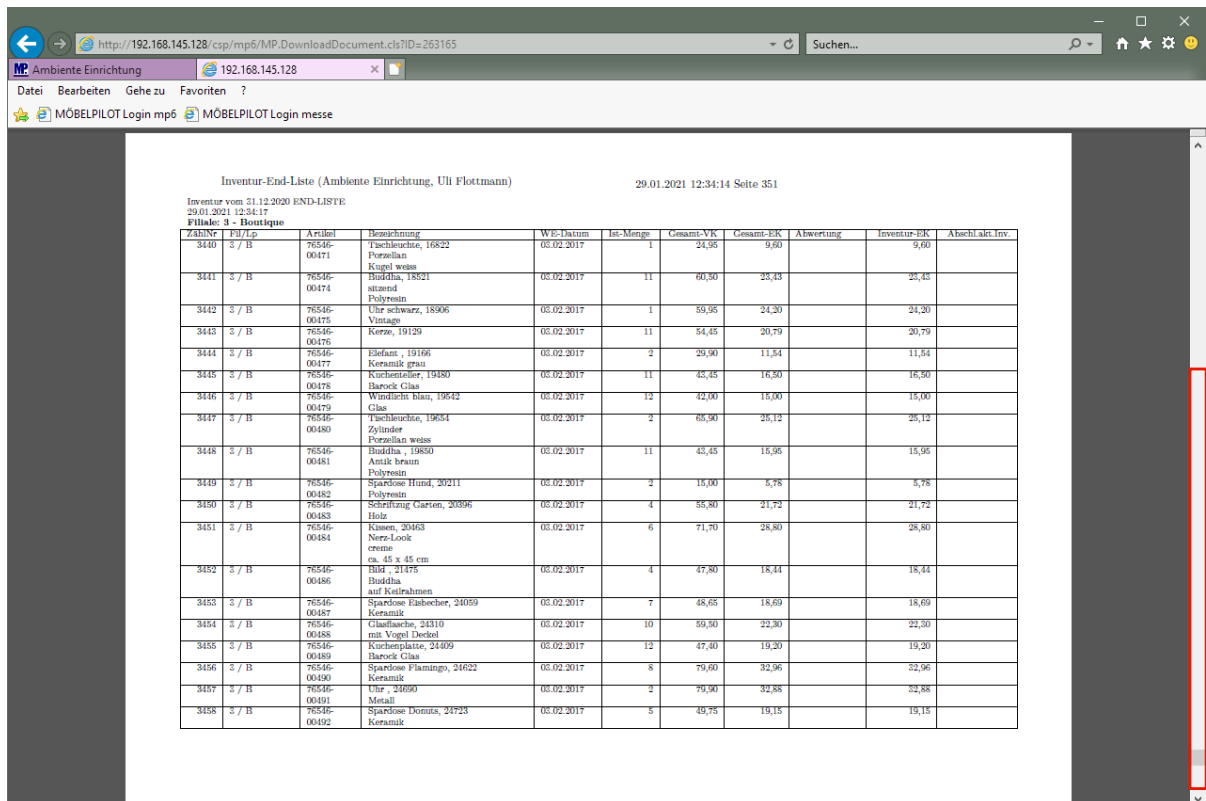 http://192.168.145.128/csp/mp6/MP.DownloadDocument.cls?ID=263165 Suchen...
MP. Ambiente Einrichtung 192.168.145.128
Datei Bearbeiten Gehe zu Favoriten ?
MÖBELPILOT Login mp6 MÖBELPILOT Login messe
Inventur-End-Liste (Ambiente Einrichtung, Uli Flottmann) 29.01.2021 12:34:14 Seite 351
Inventur vom 31.12.2020 END-LISTE
29.01.2021 12:34:17
Filiale: 3 - Boutique
ZählNr Fil/Lp Artikel Bezeichnung WE-Datum Ist-Menge Gesamt-VK Gesamt-EK Abwertung Inventur-EK Abschl.akt.Inv.
3440 3 / B 76546- Tischleuchte, 16822 03.02.2017 1 24,95 9,60 9,60
00471 Porzellan
Kugel weiss
3441 3 / B 76546- Buddha, 18521 03.02.2017 11 60,50 23,43 23,43
00474 sitzend
Polyresin
3442 3 / B 76546- Uhr schwarz, 18906 03.02.2017 1 59,95 24,20 24,20
00475 Vintage
3443 3 / B 76546- Kerze, 19129 03.02.2017 11 54,45 20,79 20,79
00476
3444 3 / B 76546- Elefant , 19166 03.02.2017 2 29,90 11,54 11,54
00477 Keramik grau
3445 3 / B 76546- Kuchenteller, 19480 03.02.2017 11 43,45 16,50 16,50
00478 Barock Glas
3446 3 / B 76546- Windlicht blau, 19542 03.02.2017 12 42,00 15,00 15,00
00479 Glas
3447 3 / B 76546- Tischleuchte, 19654 03.02.2017 2 65,90 25,12 25,12
00480 Zylinder
Porzellan weiss
3448 3 / B 76546- Buddha , 19850 03.02.2017 11 43,45 15,95 15,95
00481 Antik braun
Polyresin
3449 3 / B 76546- Spardose Hund, 20211 03.02.2017 2 15,00 5,78 5,78
00482 Polyresin
3450 3 / B 76546- Schriftzug Garten, 20396 03.02.2017 4 55,80 21,72 21,72
00483 Holz
3451 3 / B 76546- Kissen, 20463 03.02.2017 6 71,70 28,80 28,80
00484 Nerz-Look
creme
ca. 45 x 45 cm
3452 3 / B 76546- Bild , 21475 03.02.2017 4 47,80 18,44 18,44
00486 Buddha
auf Keilrahmen
3453 3 / B 76546- Spardose Eisbecher, 24059 03.02.2017 7 48,65 18,69 18,69
00487 Keramik
3454 3 / B 76546- Glasflasche, 24310 03.02.2017 10 59,50 22,30 22,30
00488 mit Vogel Deckel
3455 3 / B 76546- Kuchenplatte, 24409 03.02.2017 12 47,40 19,20 19,20
00489 Barock Glas
3456 3 / B 76546- Spardose Flamingo, 24622 03.02.2017 8 79,60 32,96 32,96
00490 Keramik
3457 3 / B 76546- Uhr , 24690 03.02.2017 2 79,90 32,88 32,88
00491 Metall
3458 3 / B 76546- Spardose Donuts, 24723 03.02.2017 5 49,75 19,15 19,15
00492 Keramik